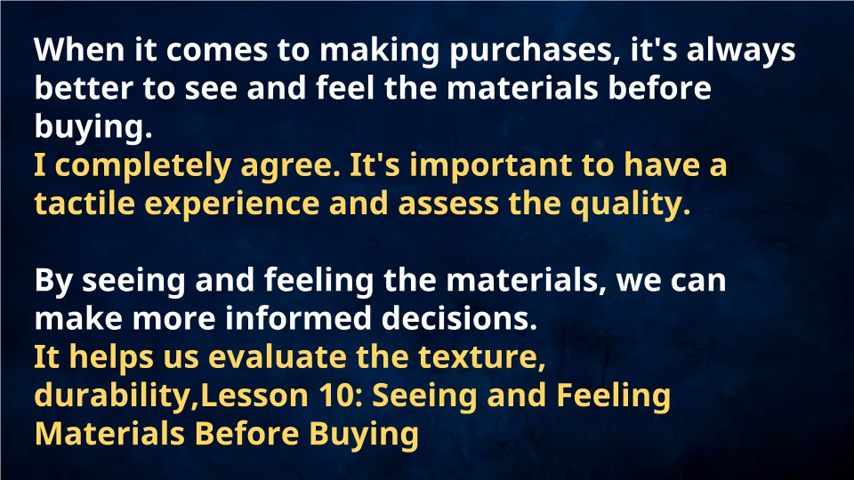 When it comes to making purchases, it's always
better to see and feel the materials before
buying.
I completely agree. It's important to have a
tactile experience and assess the quality.
By seeing and feeling the materials, we can
make more informed decisions.
It helps us evaluate the texture,
durability,Lesson 10: Seeing and Feeling
Materials Before Buying